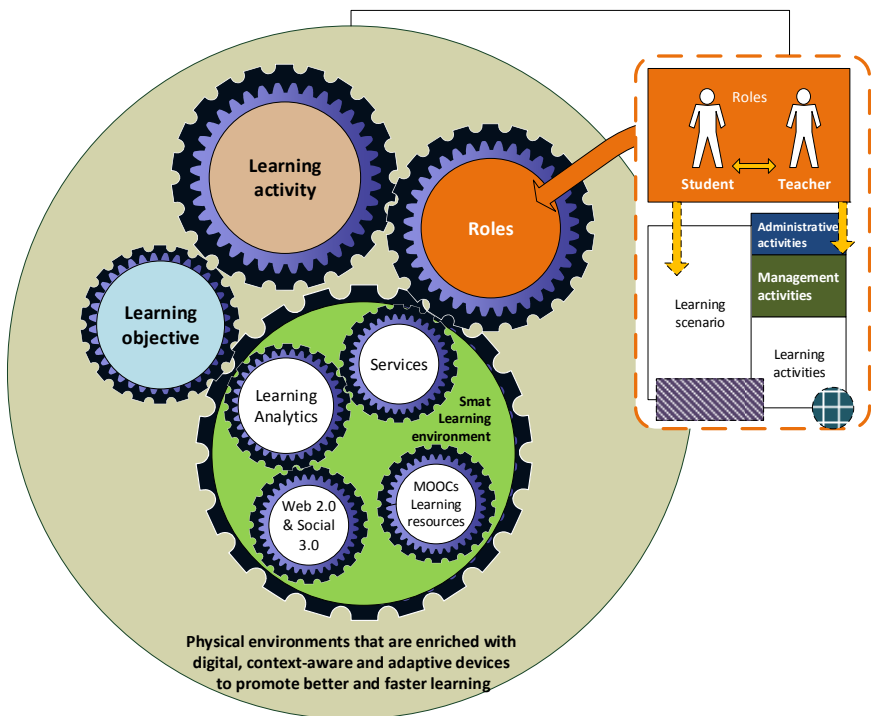 Learning
activity
Roles
Learning
objective
Services
Learning
Analytics
Smat
Learning
environment
MOOCs
Learning
resources
Web 2.0
& Social
3.0
Physical environments that are enriched with
digital, context-aware and adaptive devices
to promote better and faster learning
Roles
Student
Teacher
Administrative
activities
Management
activities
Learning
scenario
Learning
activities